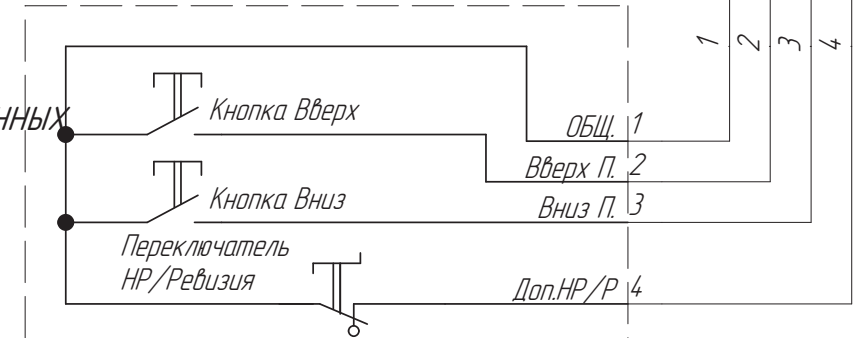 1
2
3
4
нных
Кнопка Вверх
ОБЩ. 1
Вверх П. 2
Кнопка Вниз
Вниз П. 3
Переключатель
НР/Ревизия
Доп.НР/Р 4